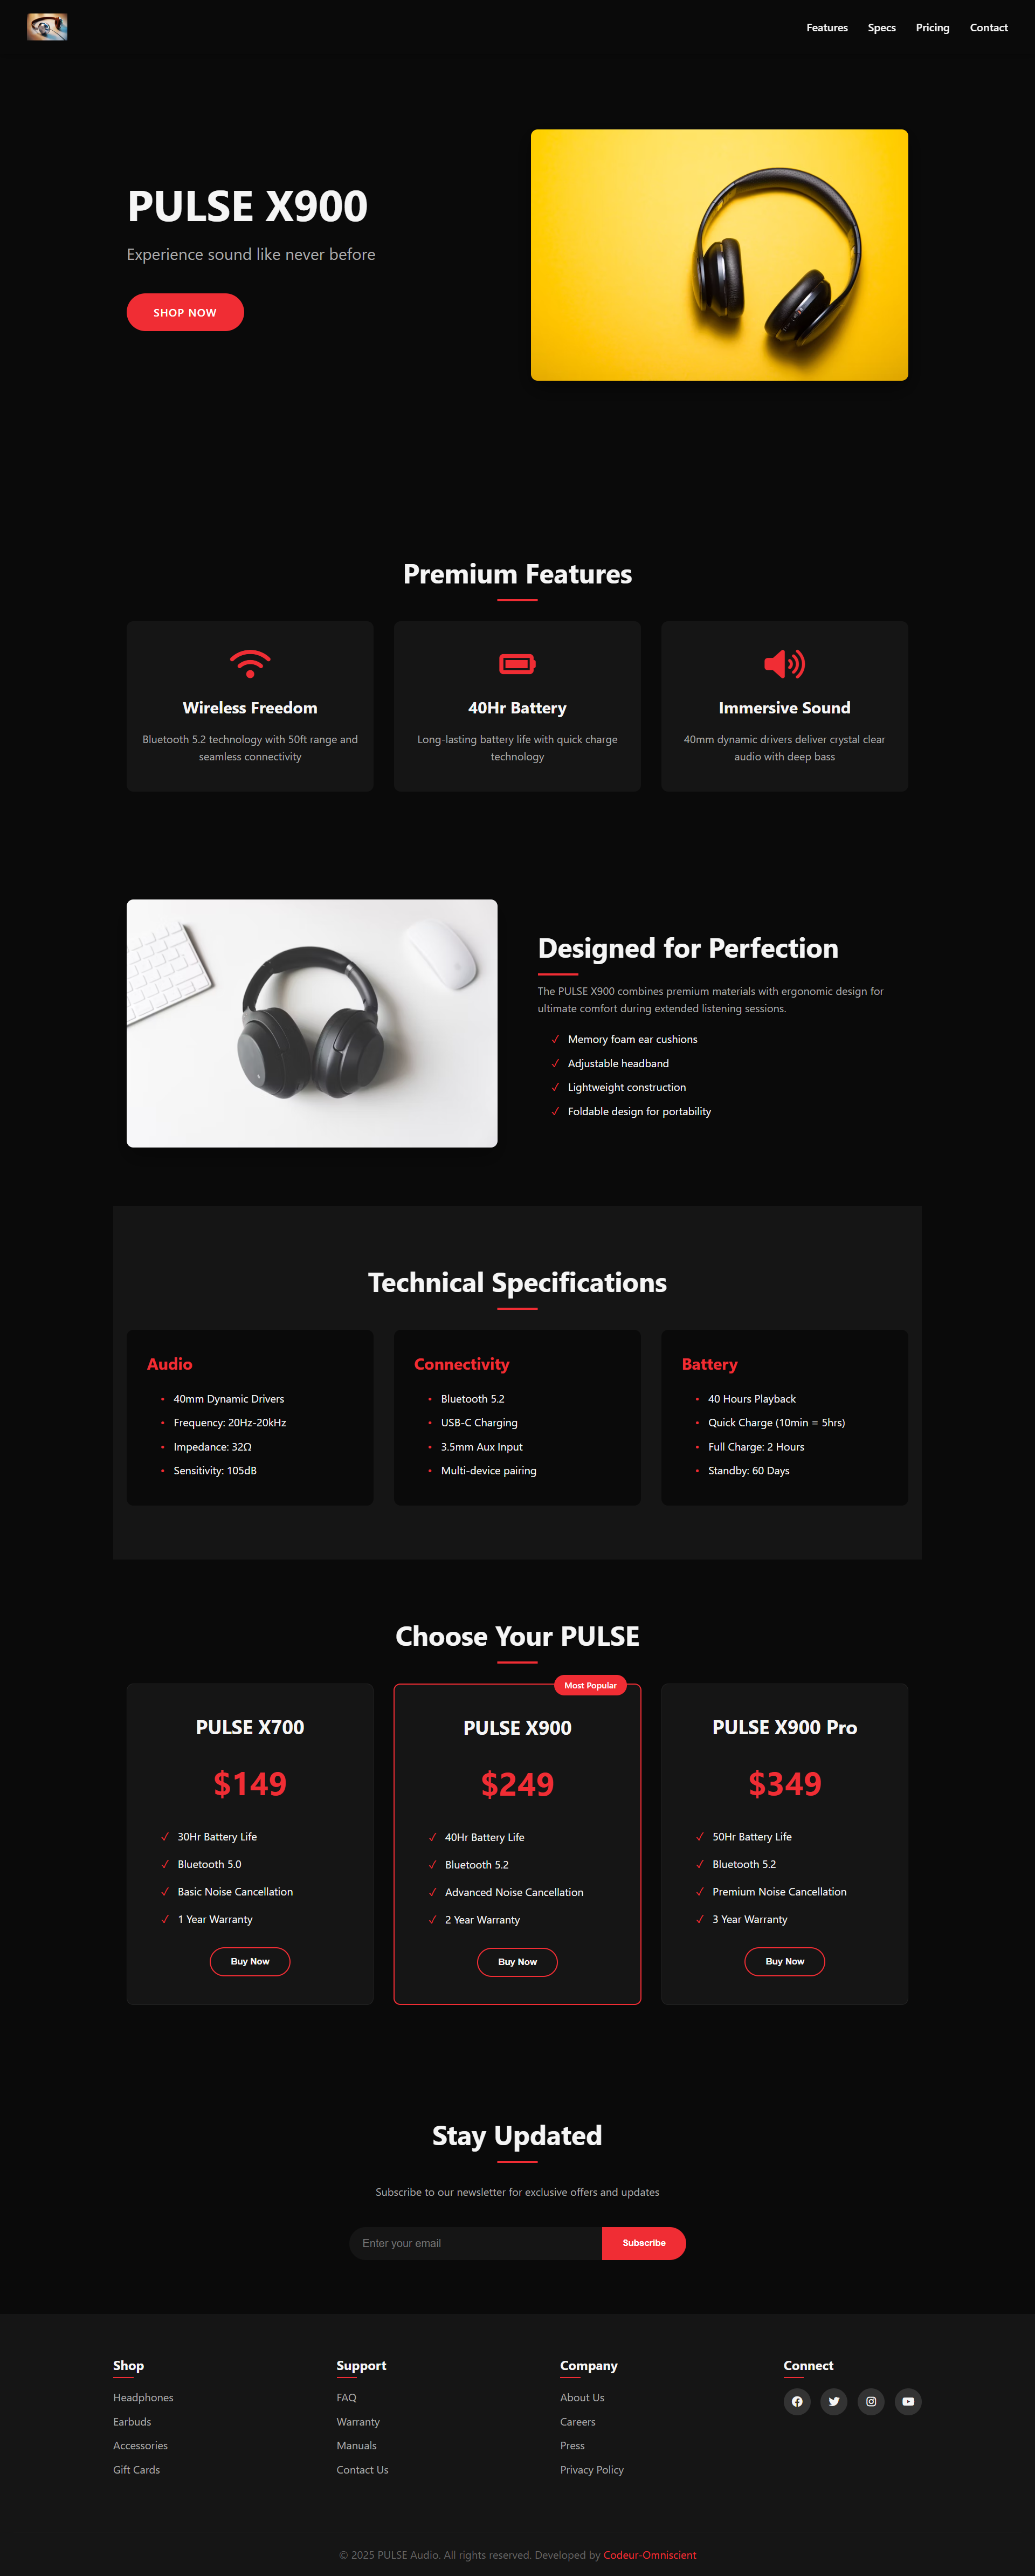 Features Specs Pricing Contact
PULSE X900
Experience sound like never before
SHOP NOW
Premium Features
Wireless Freedom
Bluetooth 5.2 technology with 50ft range and
seamless connectivity
40Hr Battery
Long-lasting battery life with quick charge
technology
Immersive Sound
40mm dynamic drivers deliver crystal clear
audio with deep bass
Designed for Perfection
The PULSE X900 combines premium materials with ergonomic design for
ultimate comfort during extended listening sessions.
✓ Memory foam ear cushions
✓ Adjustable headband
✓ Lightweight construction
✓ Foldable design for portability
Technical Specifications
Audio
• 40mm Dynamic Drivers
• Frequency: 20Hz-20kHz
• Impedance: 32Ω
• Sensitivity: 105dB
Connectivity
• Bluetooth 5.2
• USB-C Charging
• 3.5mm Aux Input
• Multi-device pairing
Battery
• 40 Hours Playback
• Quick Charge (10min = 5hrs)
• Full Charge: 2 Hours
• Standby: 60 Days
Choose Your PULSE
PULSE X700
$149
✓ 30Hr Battery Life
✓ Bluetooth 5.0
✓ Basic Noise Cancellation
✓ 1 Year Warranty
Buy Now
Most Popular
PULSE X900
$249
✓ 40Hr Battery Life
✓ Bluetooth 5.2
✓ Advanced Noise Cancellation
✓ 2 Year Warranty
Buy Now
PULSE X900 Pro
$349
✓ 50Hr Battery Life
✓ Bluetooth 5.2
✓ Premium Noise Cancellation
✓ 3 Year Warranty
Buy Now
Stay Updated
Subscribe to our newsletter for exclusive offers and updates
Enter your email
Subscribe
Shop
Headphones
Earbuds
Accessories
Gift Cards
Support
FAQ
Warranty
Manuals
Contact Us
Company
About Us
Careers
Press
Privacy Policy
Connect
© 2025 PULSE Audio. All rights reserved. Developed by Codeur-Omniscient